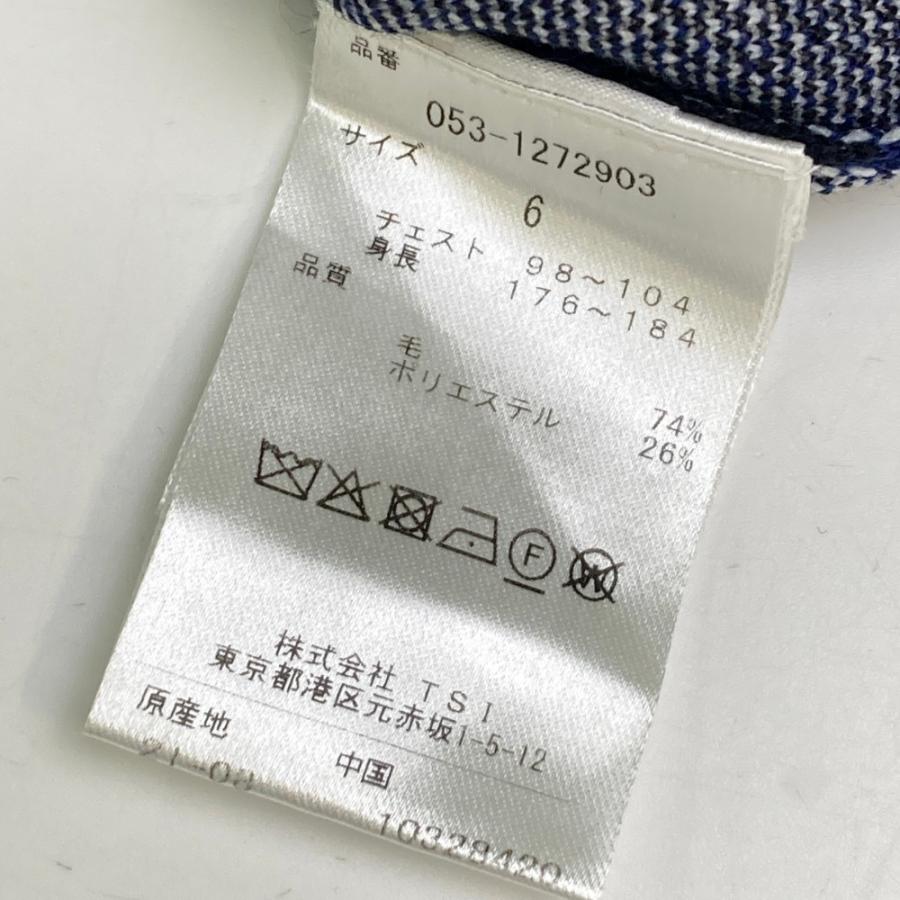 品番
053-1272903
サイズ
6
チェスト 98～104
身長 176～184
品質
毛 74%
ポリエステル 26%
F
W
株式会社 TSI
東京都港区元赤坂1-5-12
原産地
中国